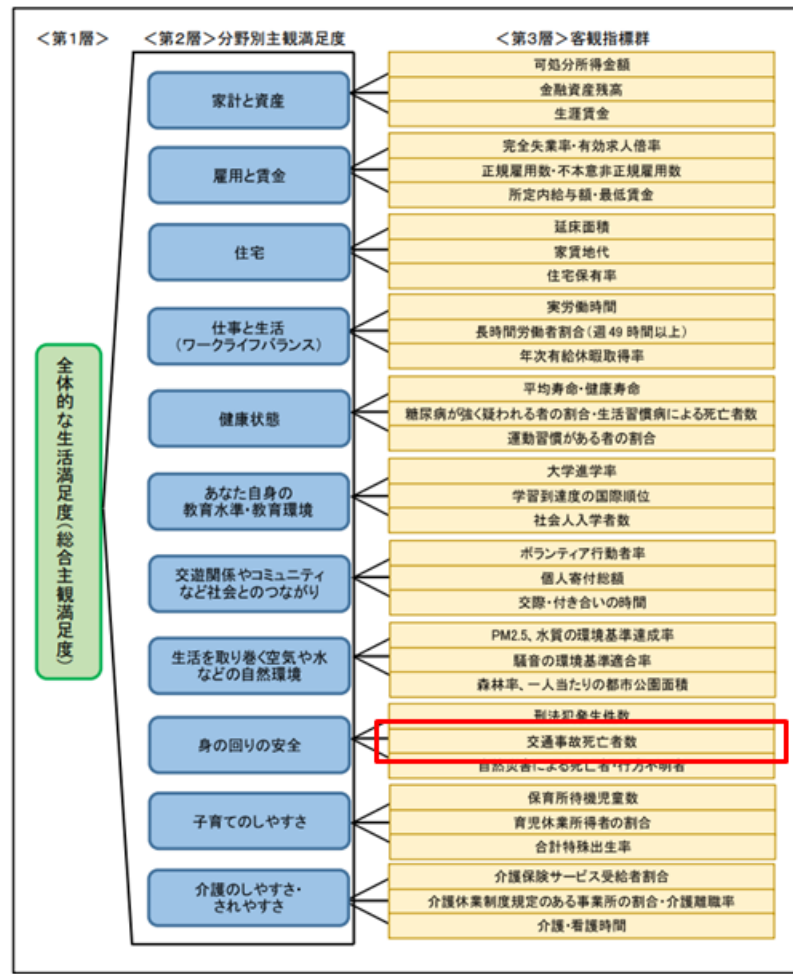 <第1層>
<第2層>分野別主観満足度
<第3層>客観指標群
全体的な生活満足度(総合主観満足度)
家計と資産
可処分所得金額
金融資産残高
生涯賃金
雇用と賃金
完全失業率・有効求人倍率
正規雇用数・不本意非正規雇用数
所定内給与額・最低賃金
住宅
延床面積
家賃地代
住宅保有率
仕事と生活
(ワークライフバランス)
実労働時間
長時間労働者割合(週49時間以上)
年次有給休暇取得率
健康状態
平均寿命・健康寿命
糖尿病が強く疑われる者の割合・生活習慣病による死亡者数
運動習慣がある者の割合
あなた自身の
教育水準・教育環境
大学進学率
学習到達度の国際順位
社会人入学者数
交遊関係やコミュニティ
など社会とのつながり
ボランティア行動者率
個人寄付総額
交際・付き合いの時間
生活を取り巻く空気や水
などの自然環境
PM2.5、水質の環境基準達成率
騒音の環境基準適合率
森林率、一人当たりの都市公園面積
身の回りの安全
刑法犯発生件数
交通事故死亡者数
自然災害による死亡者・行方不明者
子育てのしやすさ
保育所待機児童数
育児休業所得者の割合
合計特殊出生率
介護のしやすさ・
されやすさ
介護保険サービス受給者割合
介護休業制度規定のある事業所の割合・介護離職率
介護・看護時間